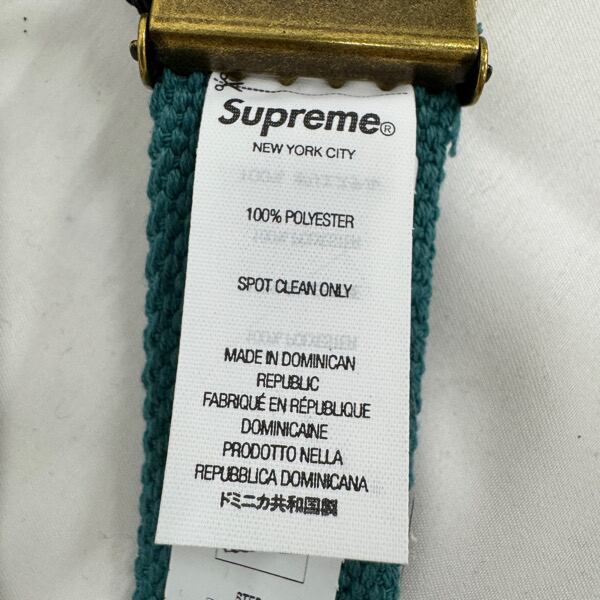 Supreme®
NEW YORK CITY
100% POLYESTER
SPOT CLEAN ONLY
MADE IN DOMINICAN
REPUBLIC
FABRIQUÉ EN RÉPUBLIQUE
DOMINICAINE
PRODOTTO NELLA
REPUBBLICA DOMINICANA
ドミニカ共和国製